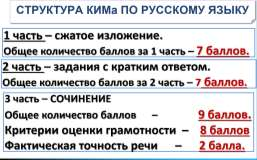 СТРУКТУРА КИМа ПО РУССКОМУ ЯЗЫКУ
1 часть – сжатое изложение.
Общее количество баллов за 1 часть – 7 баллов.
2 часть – задания с кратким ответом.
Общее количество баллов за 2 часть – 7 баллов.
3 часть – СОЧИНЕНИЕ
Общее количество баллов – 9 баллов.
Критерии оценки грамотности – 8 баллов
Фактическая точность речи – 2 балла.